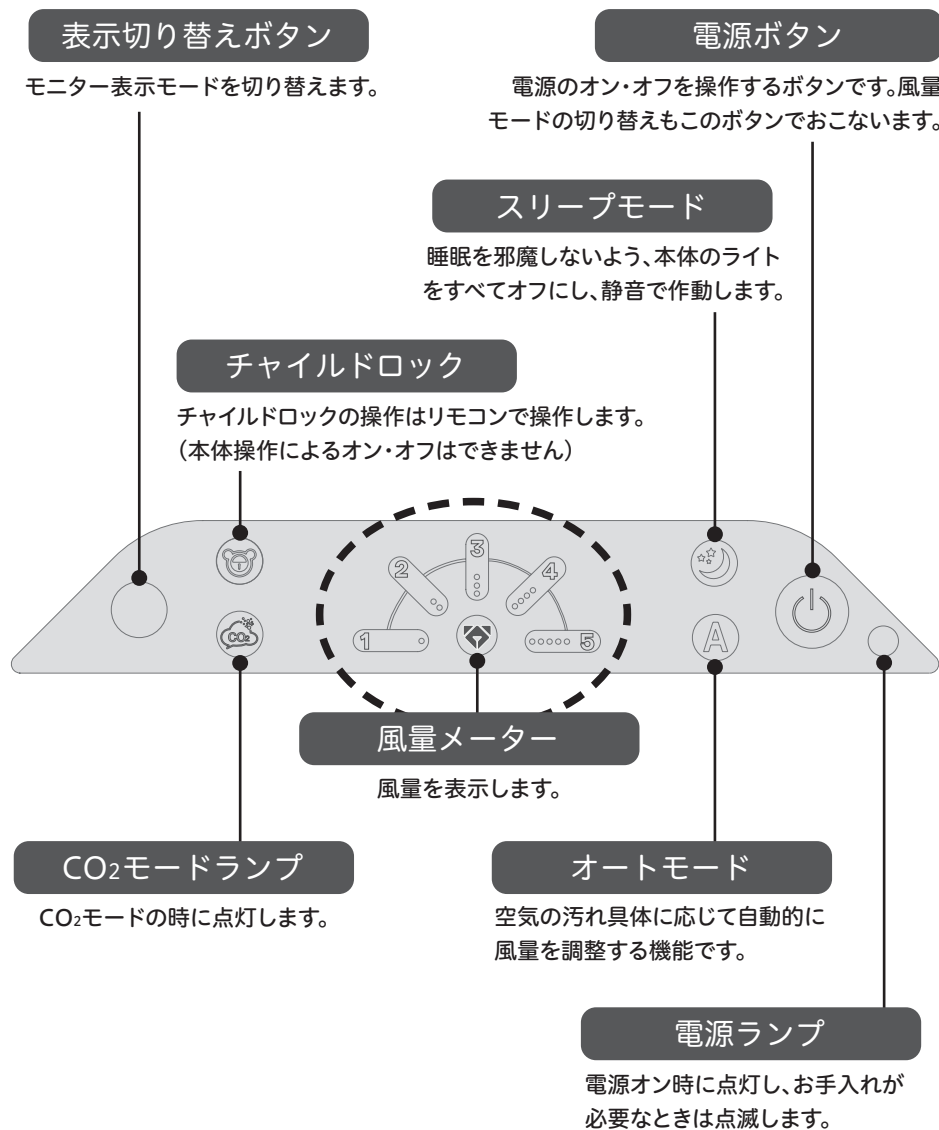 表示切り替えボタン
モニター表示モードを切り替えます。
電源ボタン
電源のオン・オフを操作するボタンです。風量
モードの切り替えもこのボタンでおこないます。
スリープモード
睡眠を邪魔しないよう、本体のライト
をすべてオフにし、静音で作動します。
チャイルドロック
チャイルドロックの操作はリモコンで操作します。
（本体操作によるオン・オフはできません）
1
2
3
4
5
CO₂
A
風量メーター
風量を表示します。
CO₂モードランプ
CO₂モードの時に点灯します。
オートモード
空気の汚れ具体に応じて自動的に
風量を調整する機能です。
電源ランプ
電源オン時に点灯し、お手入れが
必要なときは点滅します。